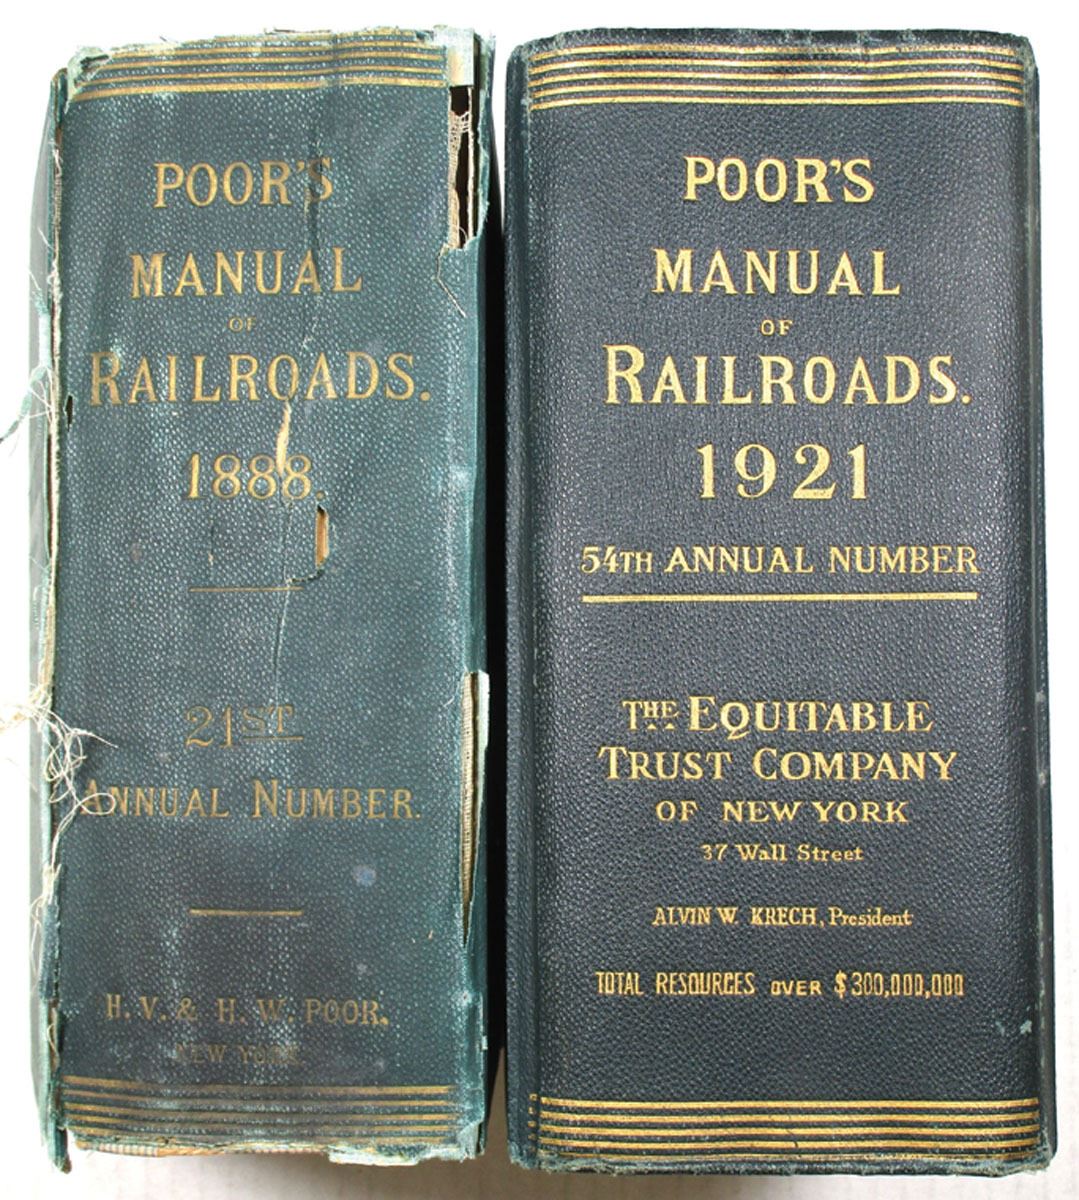 POOR'S
MANUAL
OF
RAILROADS.
1888.
21ST
ANNUAL NUMBER.
H. V. & H. W. POOR.
NEW YORK.
POOR'S
MANUAL
OF
RAILROADS.
1921
54TH ANNUAL NUMBER
THE EQUITABLE
TRUST COMPANY
OF NEW YORK
37 Wall Street
ALVIN W. KRECH, President
TOTAL RESOURCES OVER $300,000,000